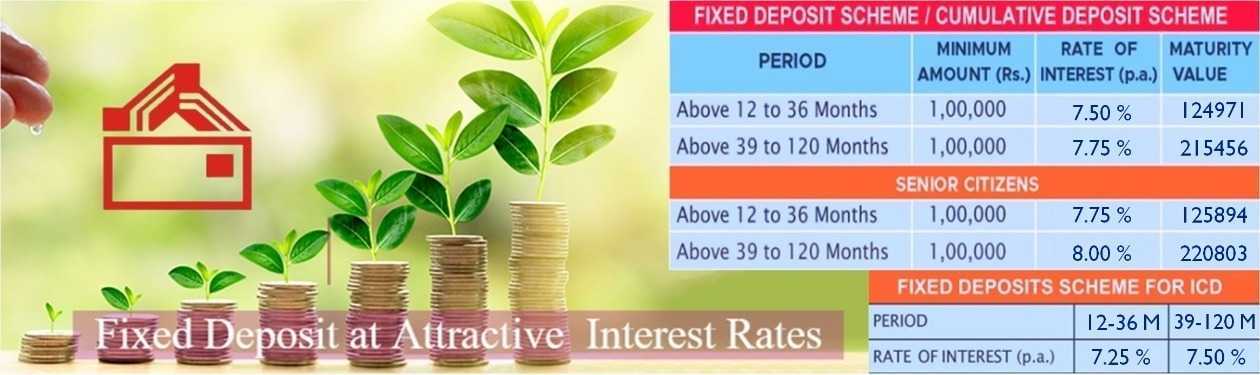 Fixed Deposit at Attractive Interest Rates
FIXED DEPOSIT SCHEME / CUMULATIVE DEPOSIT SCHEME
PERIOD MINIMUM AMOUNT (Rs.) RATE OF INTEREST (p.a.) MATURITY VALUE
Above 12 to 36 Months 1,00,000 7.50 % 124971
Above 39 to 120 Months 1,00,000 7.75 % 215456
SENIOR CITIZENS
Above 12 to 36 Months 1,00,000 7.75 % 125894
Above 39 to 120 Months 1,00,000 8.00 % 220803
FIXED DEPOSITS SCHEME FOR ICD
PERIOD 12-36 M 39-120 M
RATE OF INTEREST (p.a.) 7.25 % 7.50 %